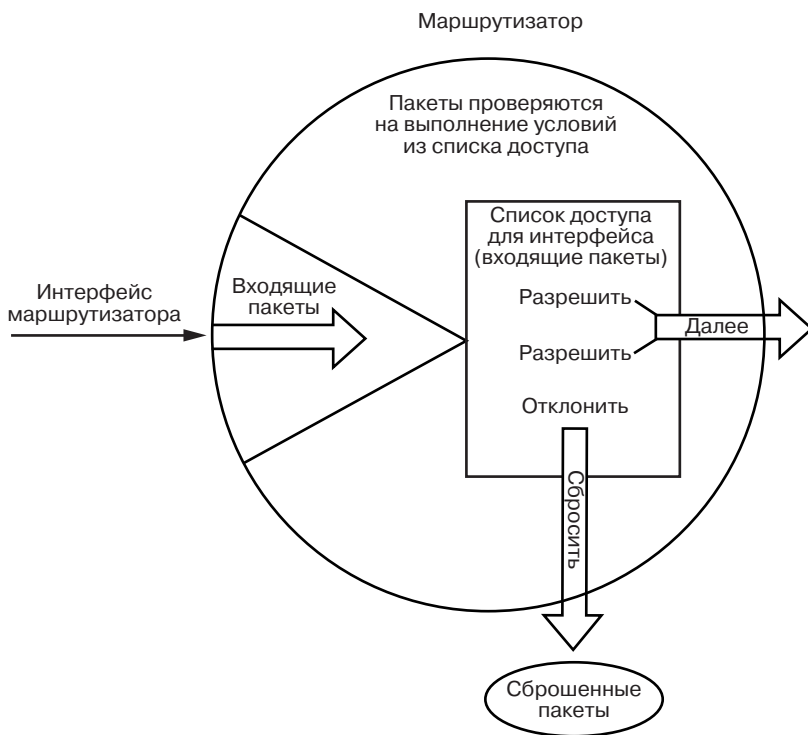 Маршрутизатор
Пакеты проверяются
на выполнение условий
из списка доступа
Список доступа
для интерфейса
(входящие пакеты)
Интерфейс
маршрутизатора
Входящие
пакеты
Разрешить
Далее
Разрешить
Отклонить
Сбросить
Сброшенные
пакеты